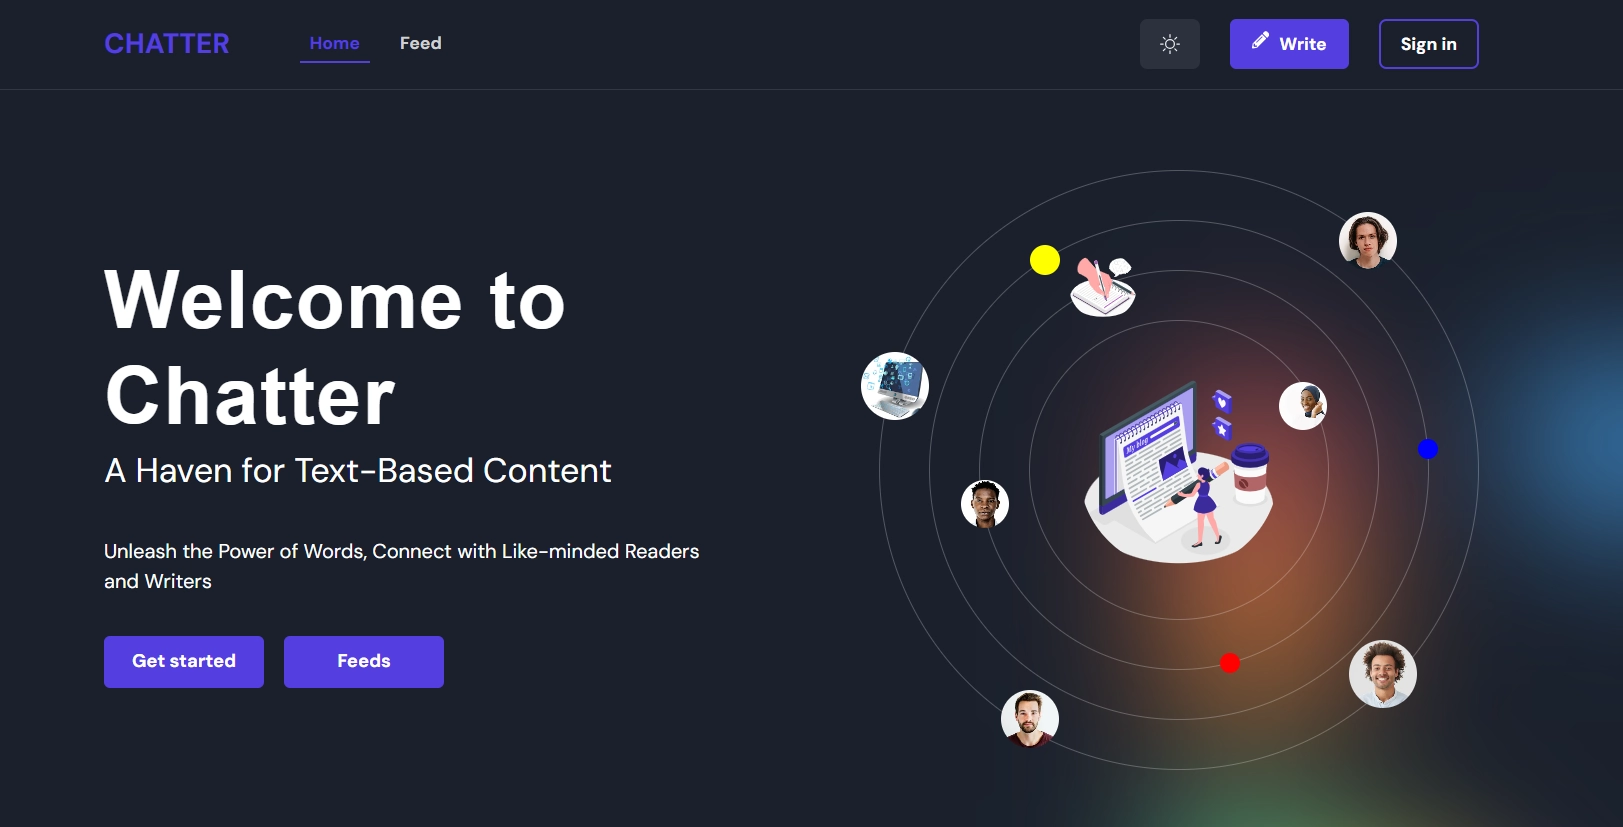 CHATTER
Home
Feed
Write
Sign in
Welcome to
Chatter
A Haven for Text-Based Content
Unleash the Power of Words, Connect with Like-minded Readers
and Writers
Get started
Feeds
My blog